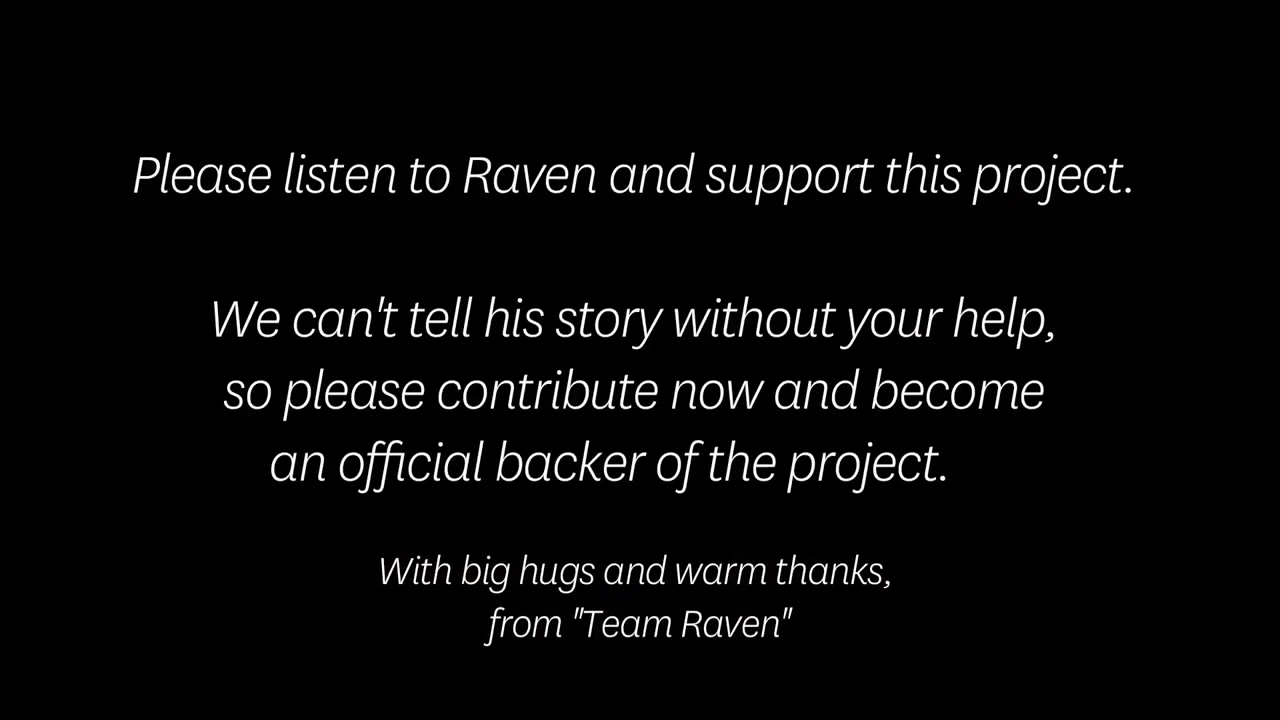 Please listen to Raven and support this project.
We can't tell his story without your help,
so please contribute now and become
an official backer of the project.
With big hugs and warm thanks,
from "Team Raven"